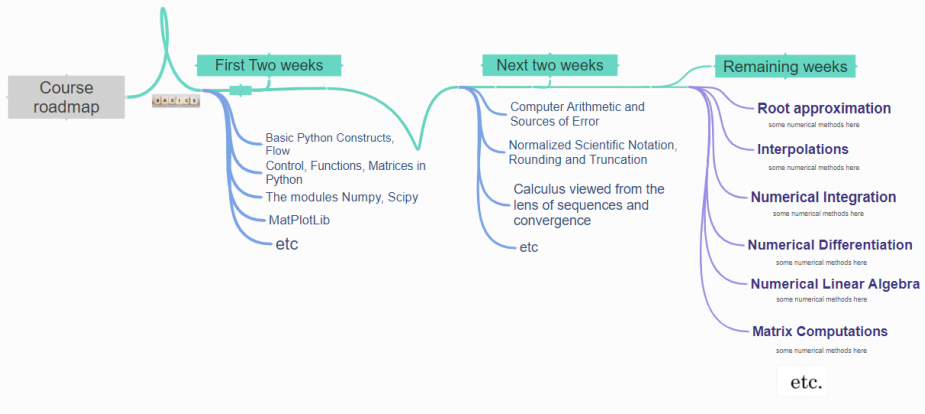 Course
roadmap
BASICS
First Two weeks
Basic Python Constructs,
Flow
Control, Functions, Matrices in
Python
The modules Numpy, Scipy
MatPlotLib
etc
Next two weeks
Computer Arithmetic and
Sources of Error
Normalized Scientific Notation,
Rounding and Truncation
Calculus viewed from the
lens of sequences and
convergence
etc
Remaining weeks
Root approximation
some numerical methods here
Interpolations
some numerical methods here
Numerical Integration
some numerical methods here
Numerical Differentiation
some numerical methods here
Numerical Linear Algebra
some numerical methods here
Matrix Computations
some numerical methods here
etc.